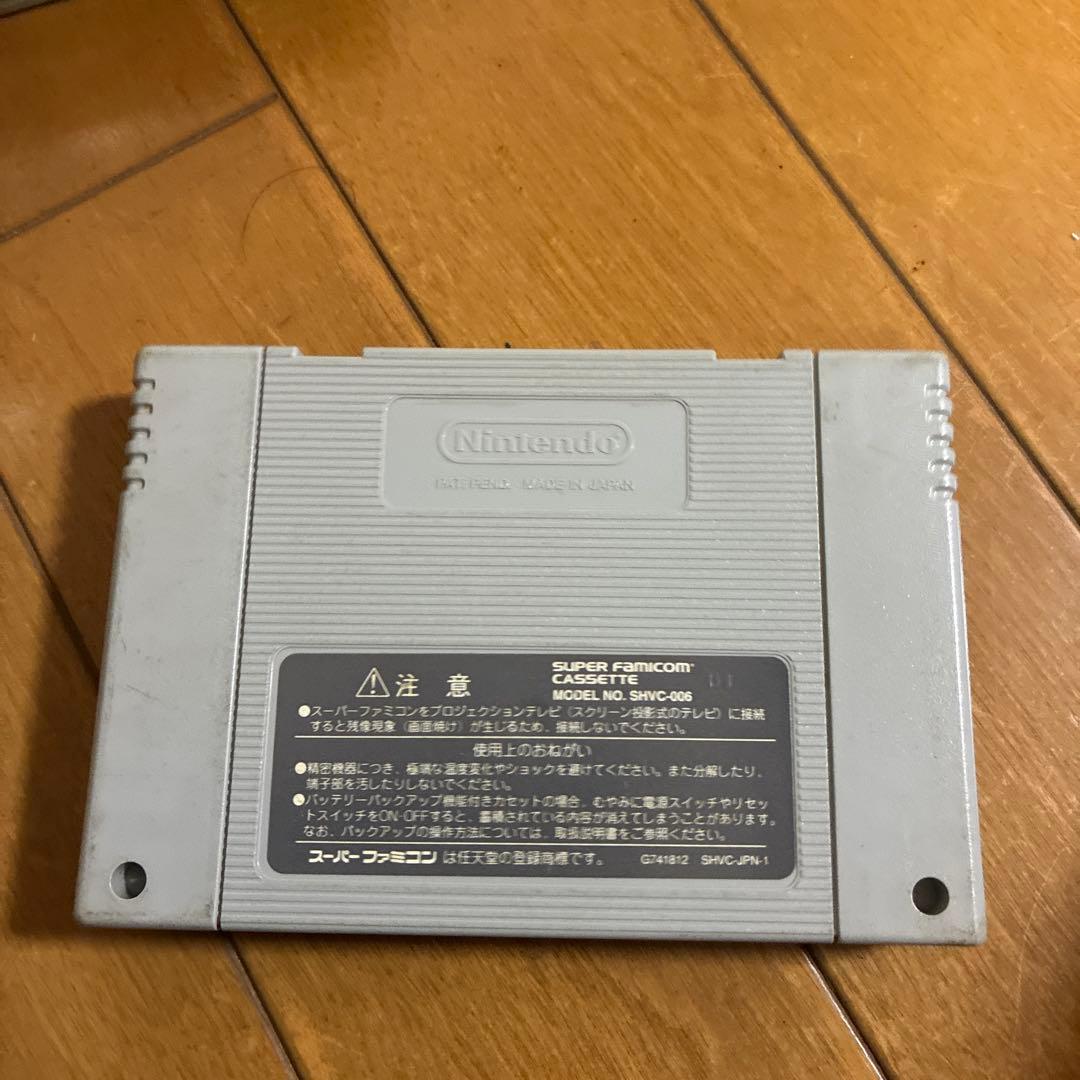 Nintendo
PAT. PEND. MADE IN JAPAN
⚠注意
SUPER FAMICOM
CASSETTE
MODEL NO. SHVC-006
●スーパーファミコンをプロジェクションテレビ（スクリーン投影式のテレビ）に接続
すると残像現象（画面焼け）が生じるため、接続しないでください。
使用上のおねがい
●精密機器につき、極端な温度変化やショックを避けてください。また分解したり、
端子部を汚したりしないでください。
●バッテリーバックアップ機能付きカセットの場合、むやみに電源スイッチやリセッ
トスイッチをON-OFFすると、蓄積されている内容が消えてしまうことがあります。
なお、バックアップの操作方法については、取扱説明書をご参照ください。
スーパーファミコンは任天堂の登録商標です。
G741812 SHVC-JPN-1